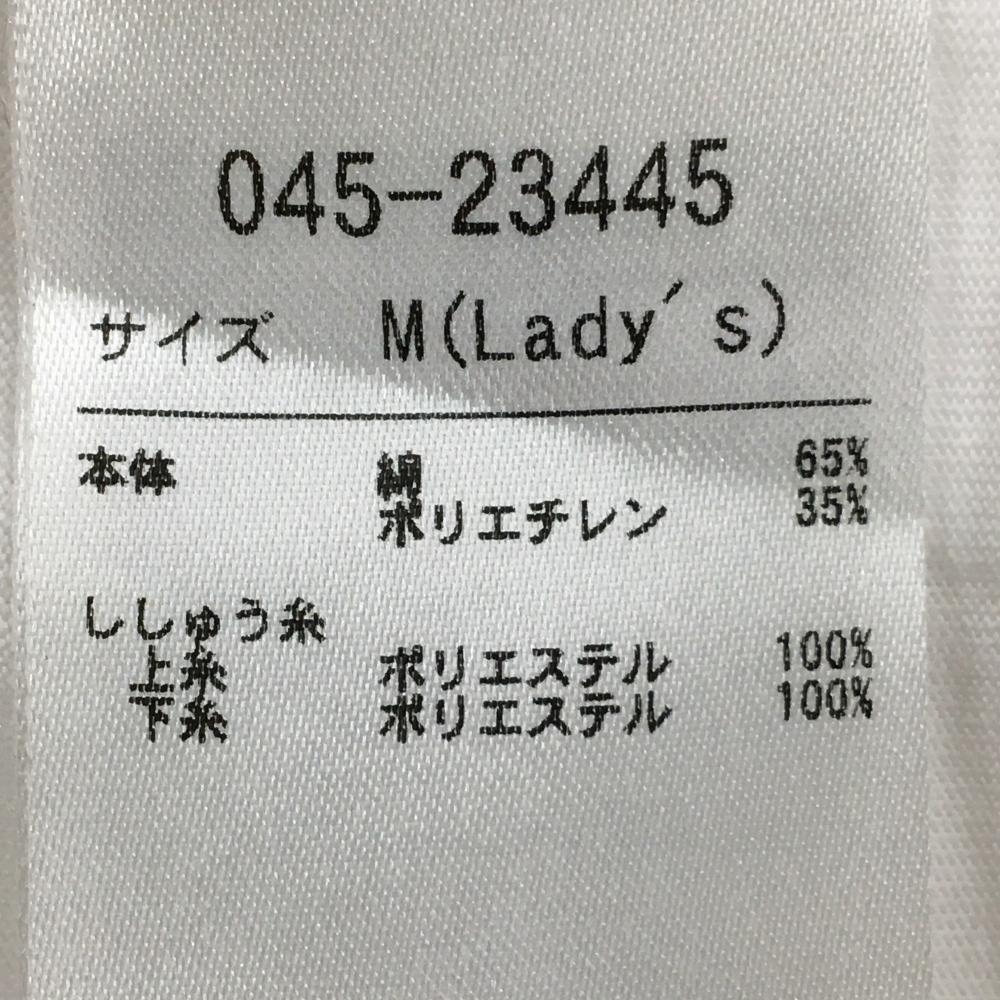 045-23445
サイズ M(Lady's)
本体 綿 65%
ポリエチレン 35%
ししゅう糸
上糸 ポリエステル 100%
下糸 ポリエステル 100%